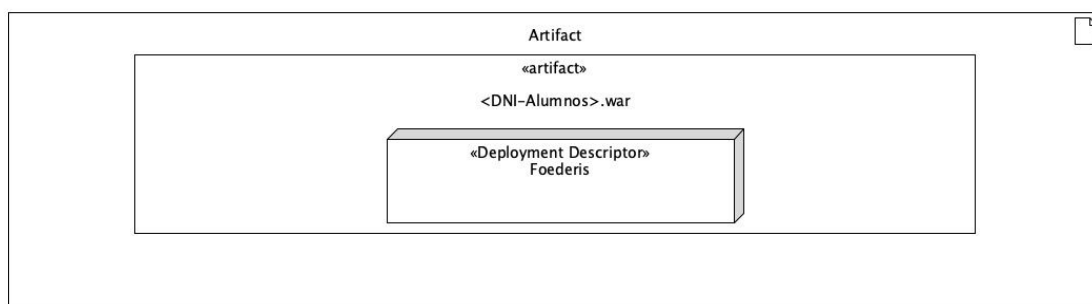 Artifact
«artifact»
<DNI-Alumnos>.war
«Deployment Descriptor»
Foederis